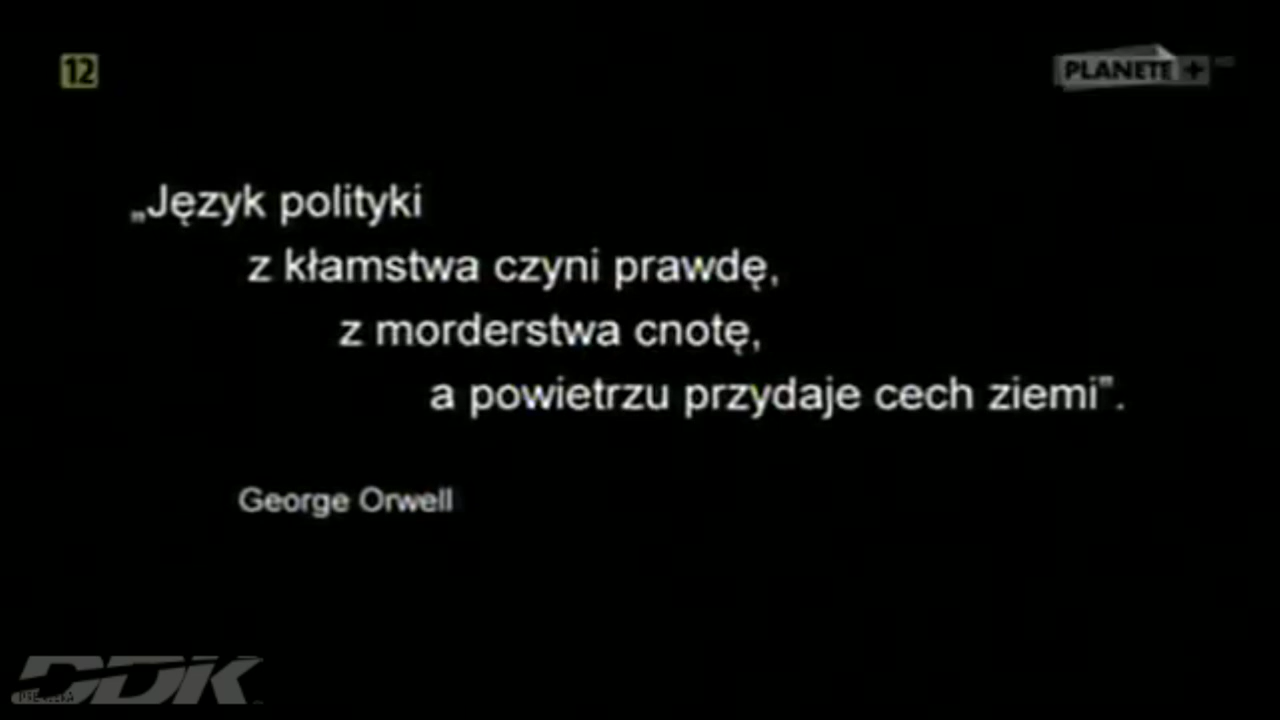 12
PLANETE +
„Język polityki
z kłamstwa czyni prawdę,
z morderstwa cnotę,
a powietrzu przydaje cech ziemi”.
George Orwell
DDK